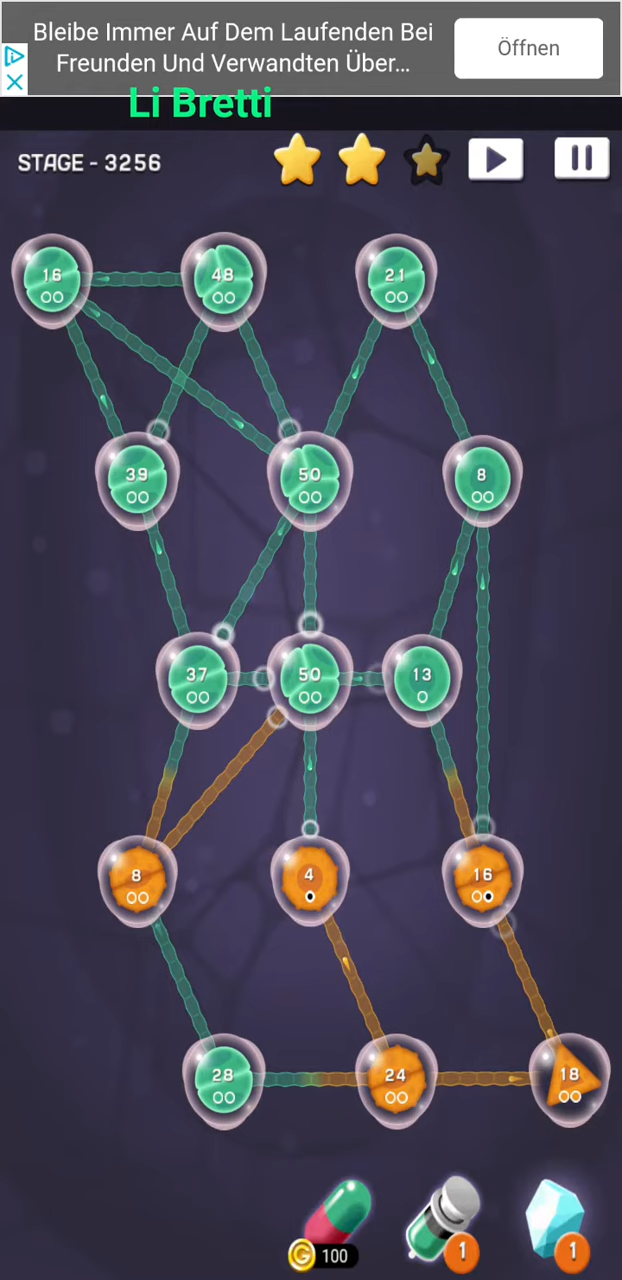 Bleibe Immer Auf Dem Laufenden Bei
Freunden Und Verwandten Über...
Öffnen
Li Bretti
STAGE - 3256
16
48
21
39
50
8
37
50
13
8
4
16
28
24
18
G 100
1
1